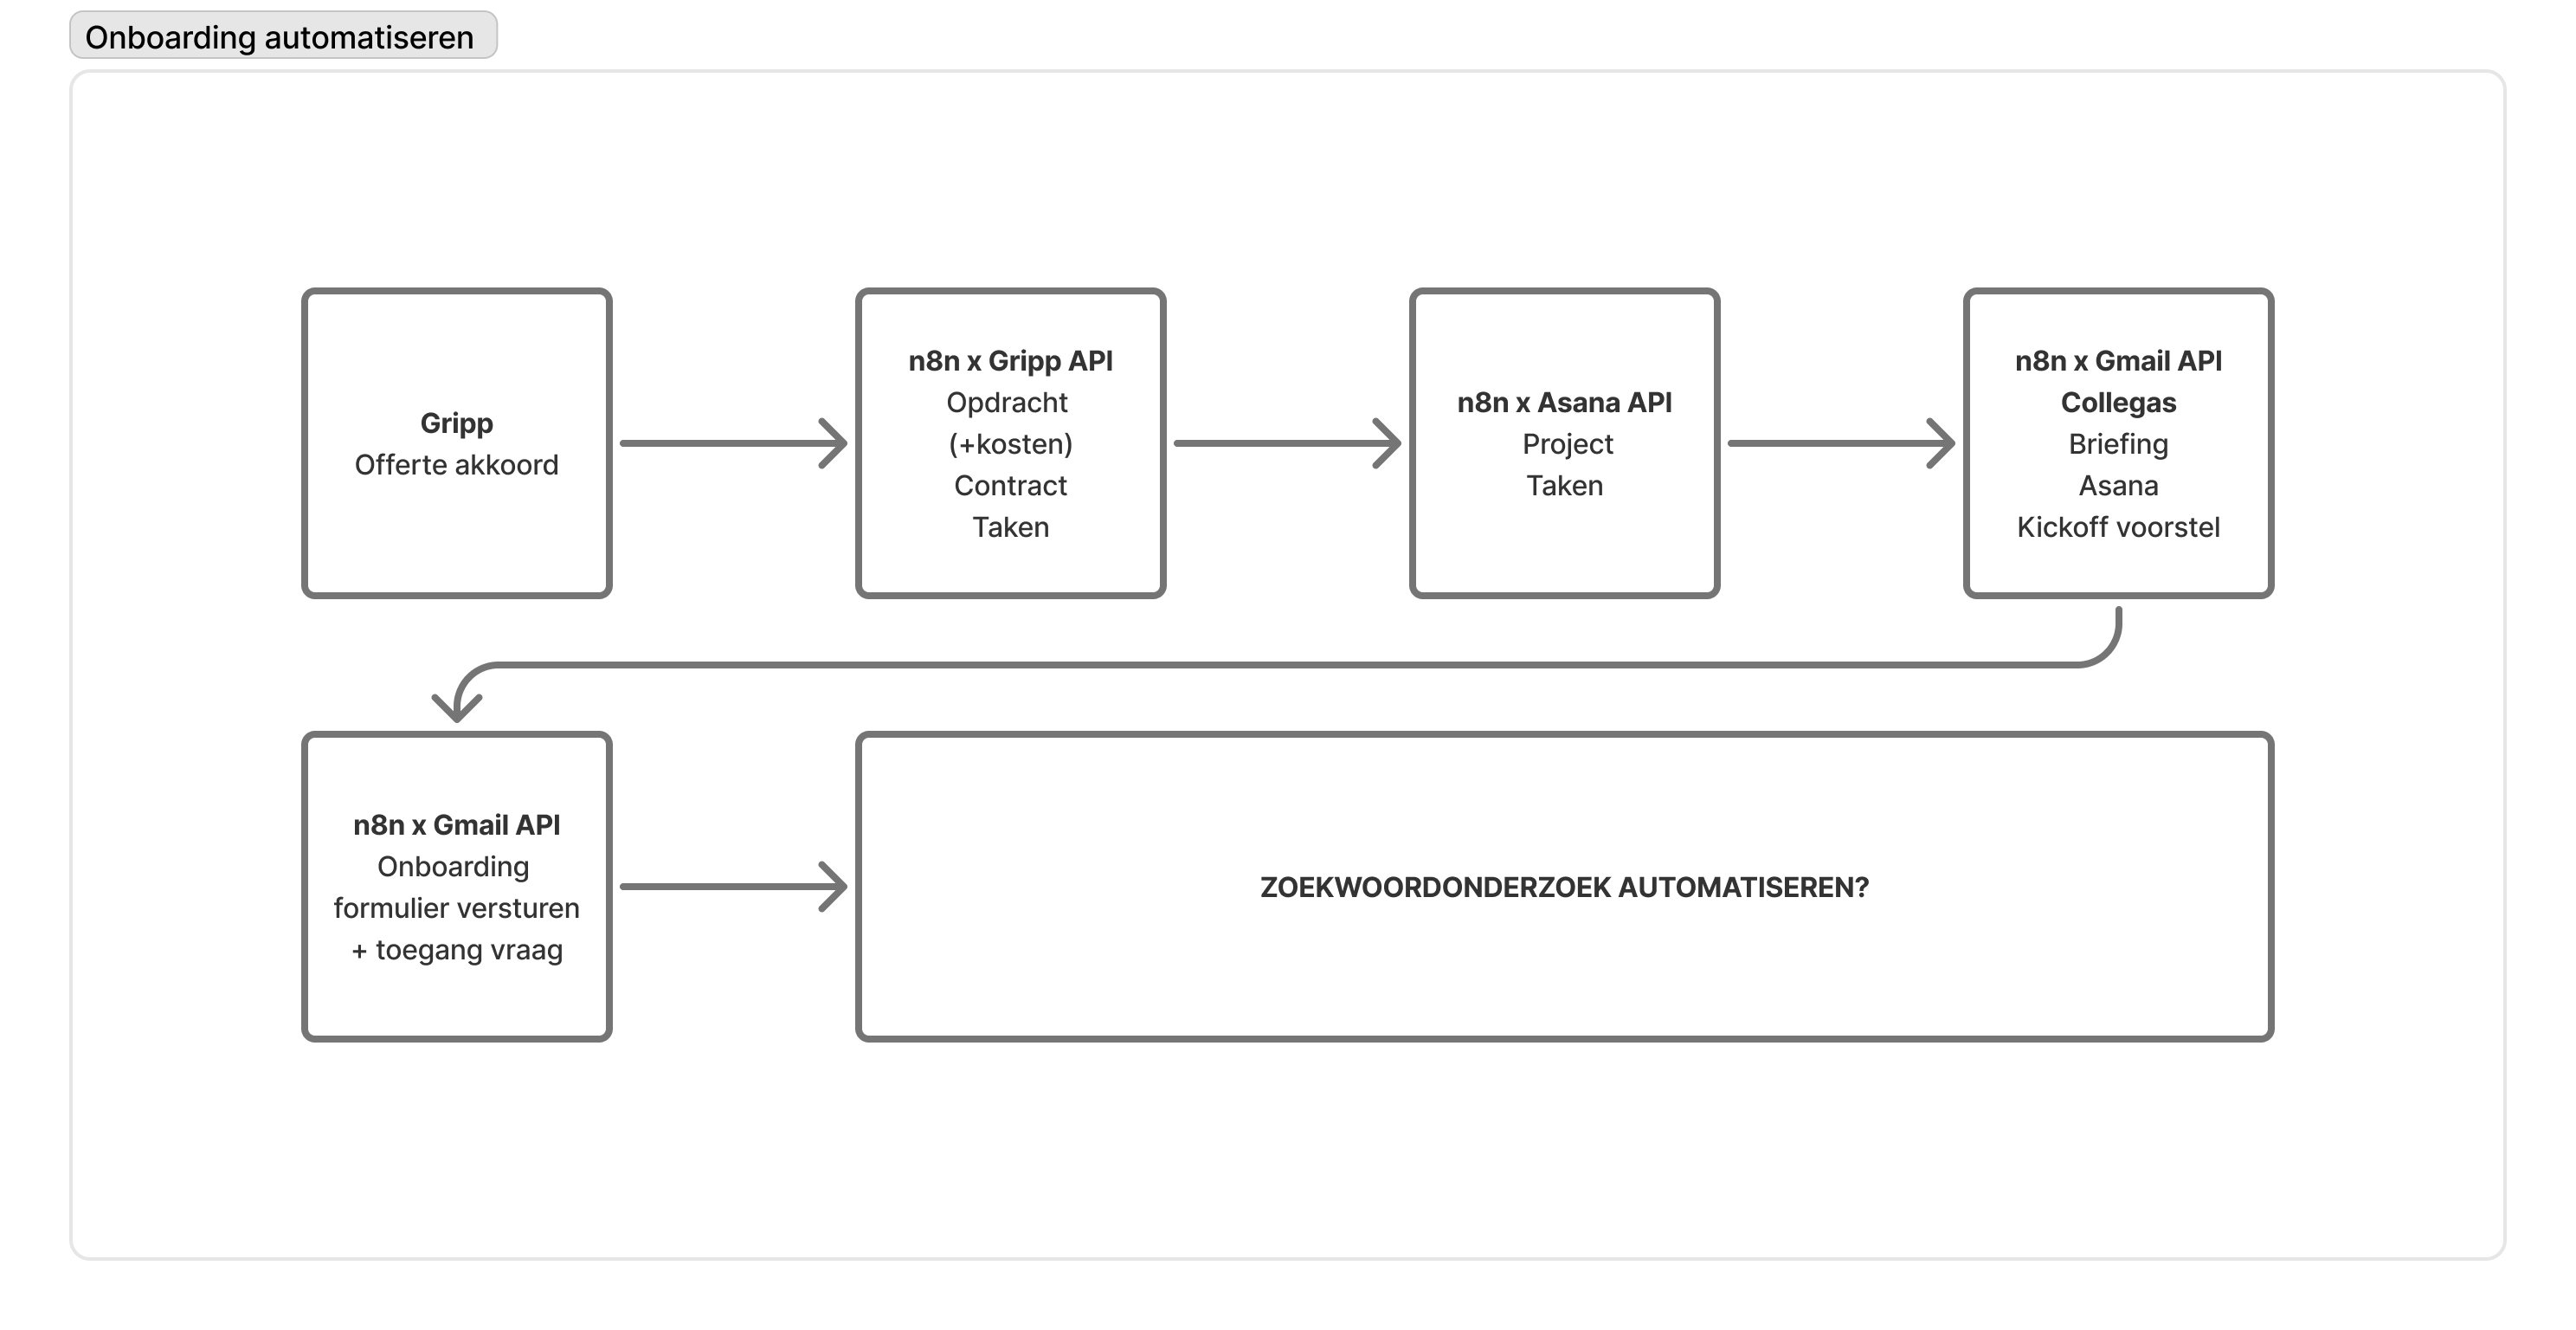 Onboarding automatiseren
Gripp
Offerte akkoord
n8n x Gripp API
Opdracht
(+kosten)
Contract
Taken
n8n x Asana API
Project
Taken
n8n x Gmail API
Collegas
Briefing
Asana
Kickoff voorstel
n8n x Gmail API
Onboarding
formulier versturen
+ toegang vraag
ZOEKWOORDONDERZOEK AUTOMATISEREN?